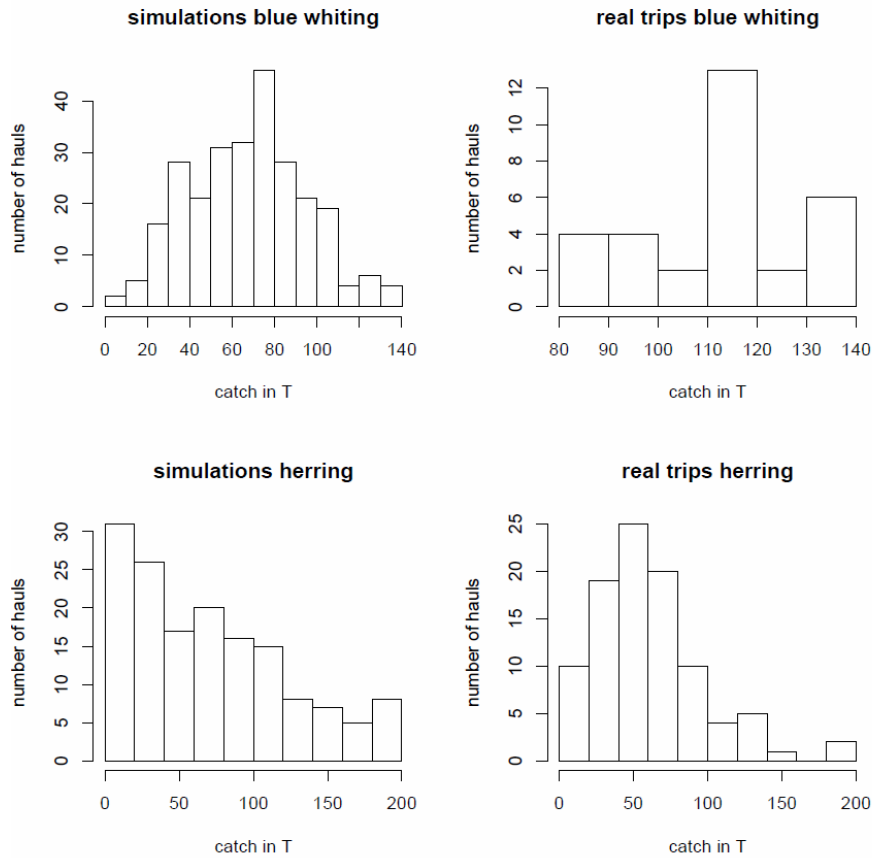 simulations blue whiting
number of hauls
40
30
20
10
0
0 20 40 60 80 100 140
catch in T
real trips blue whiting
number of hauls
12
10
8
6
4
2
0
80 90 100 110 120 130 140
catch in T
simulations herring
number of hauls
30
25
20
15
10
5
0
0 50 100 150 200
catch in T
real trips herring
number of hauls
25
20
15
10
5
0
0 50 100 150 200
catch in T